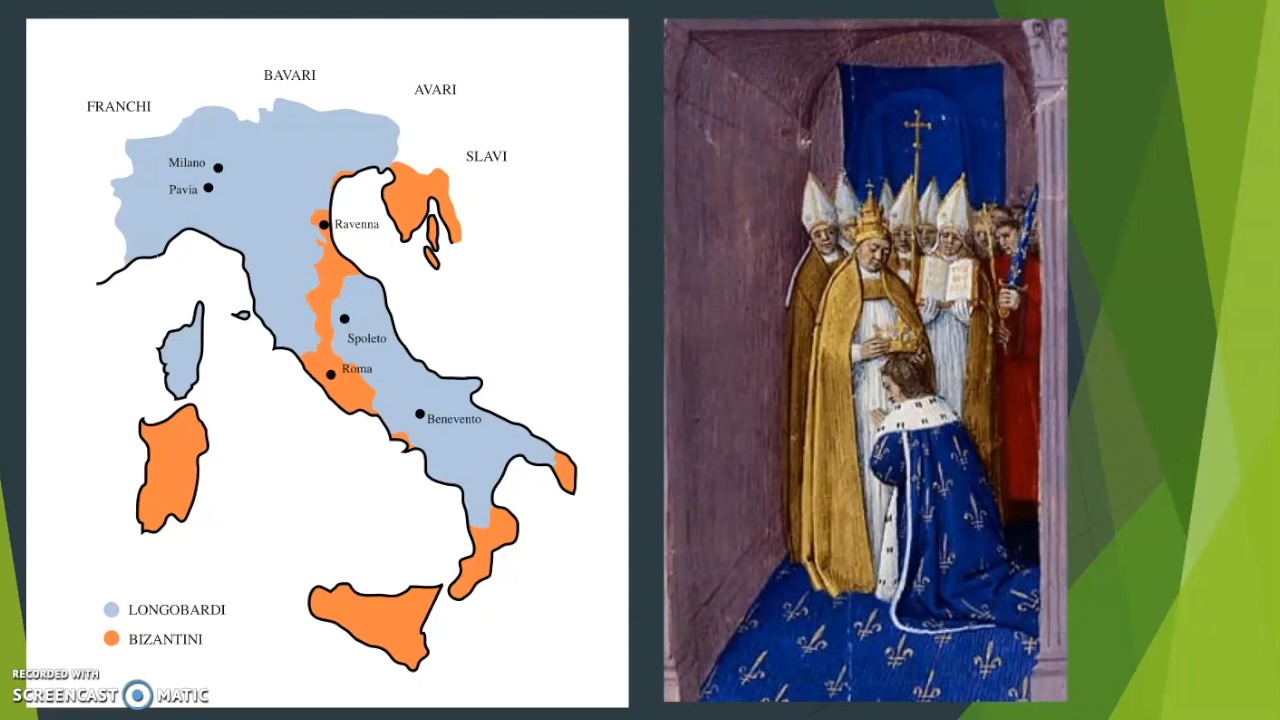 BAVARI
AVARI
FRANCHI
SLAVI
Milano
Pavia
Ravenna
Spoleto
Roma
Benevento
LONGOBARDI
BIZANTINI
RECORDED WITH
SCREENCAST MATIC